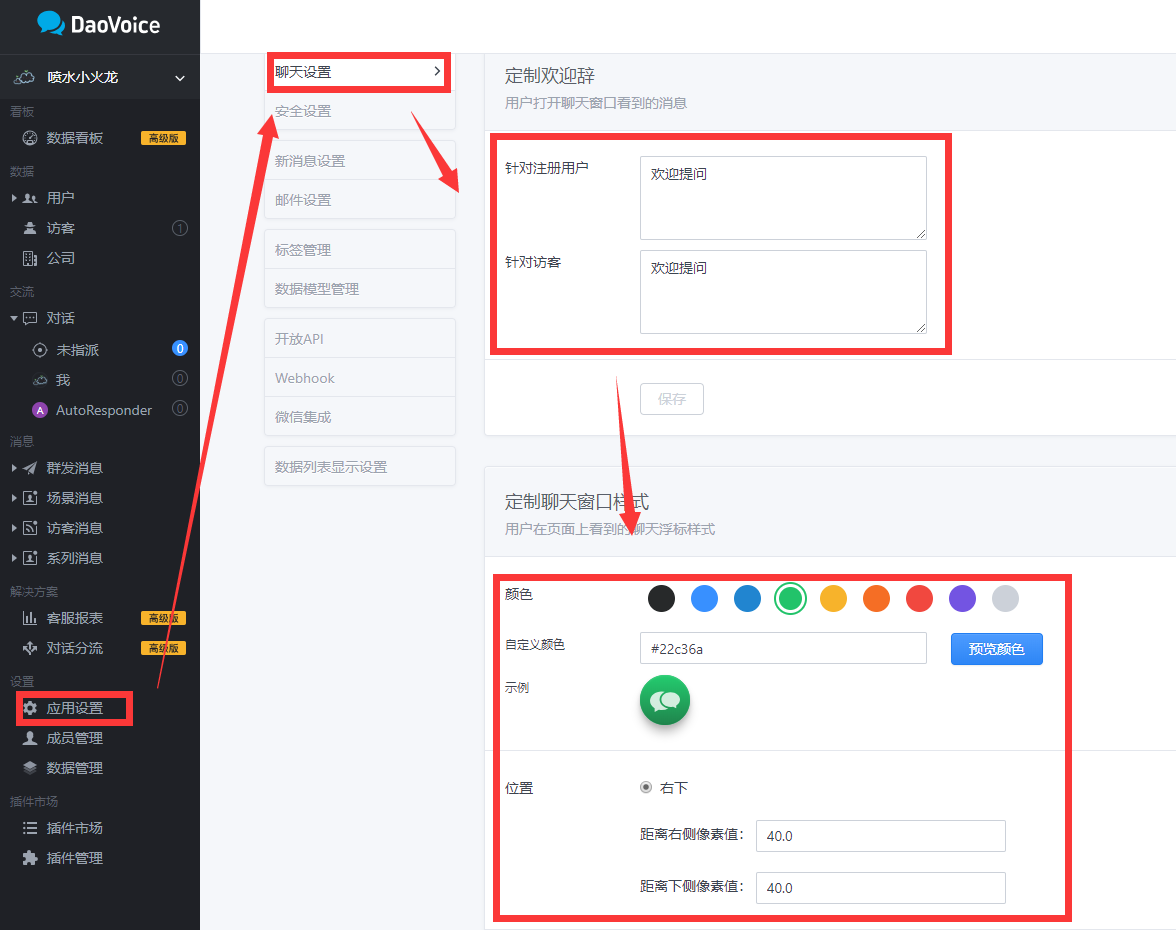 DaoVoice
喷水小火龙
看板
数据看板 高级版
数据
用户
访客 1
公司
交流
对话
未指派 0
我 0
A AutoResponder 0
消息
群发消息
场景消息
访客消息
系列消息
解决方案
客服报表 高级版
对话分流 高级版
设置
应用设置
成员管理
数据管理
插件市场
插件市场
插件管理
聊天设置
安全设置
新消息设置
邮件设置
标签管理
数据模型管理
开放API
Webhook
微信集成
数据列表显示设置
定制欢迎辞
用户打开聊天窗口看到的消息
针对注册用户 欢迎提问
针对访客 欢迎提问
保存
定制聊天窗口样式
用户在页面上看到的聊天浮标样式
颜色
自定义颜色 #22c36a 预览颜色
示例
位置 右下
距离右侧像素值： 40.0
距离下侧像素值： 40.0